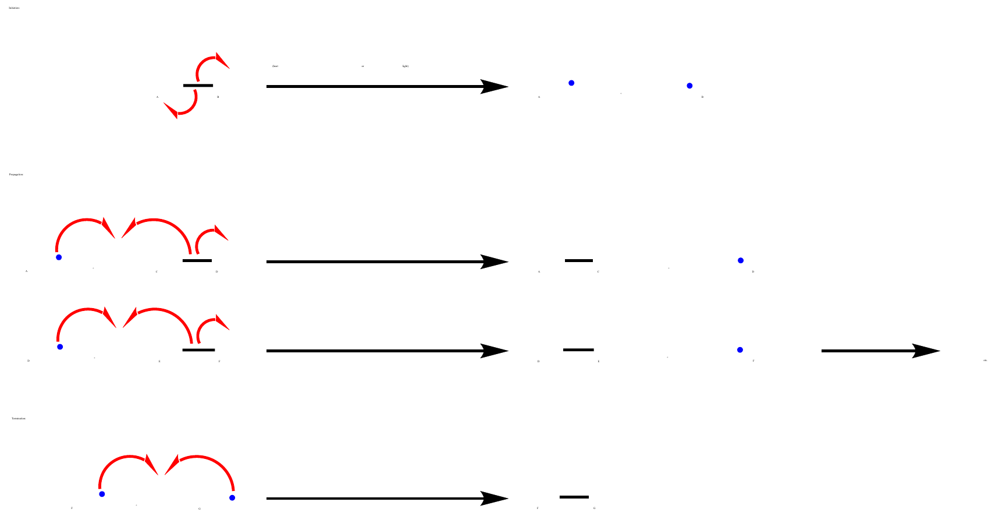 Initiation:
(heat or light)
A B A + B
Propagation:
A + C D A C + D
D + E F D E + F etc.
Termination:
F + G F G